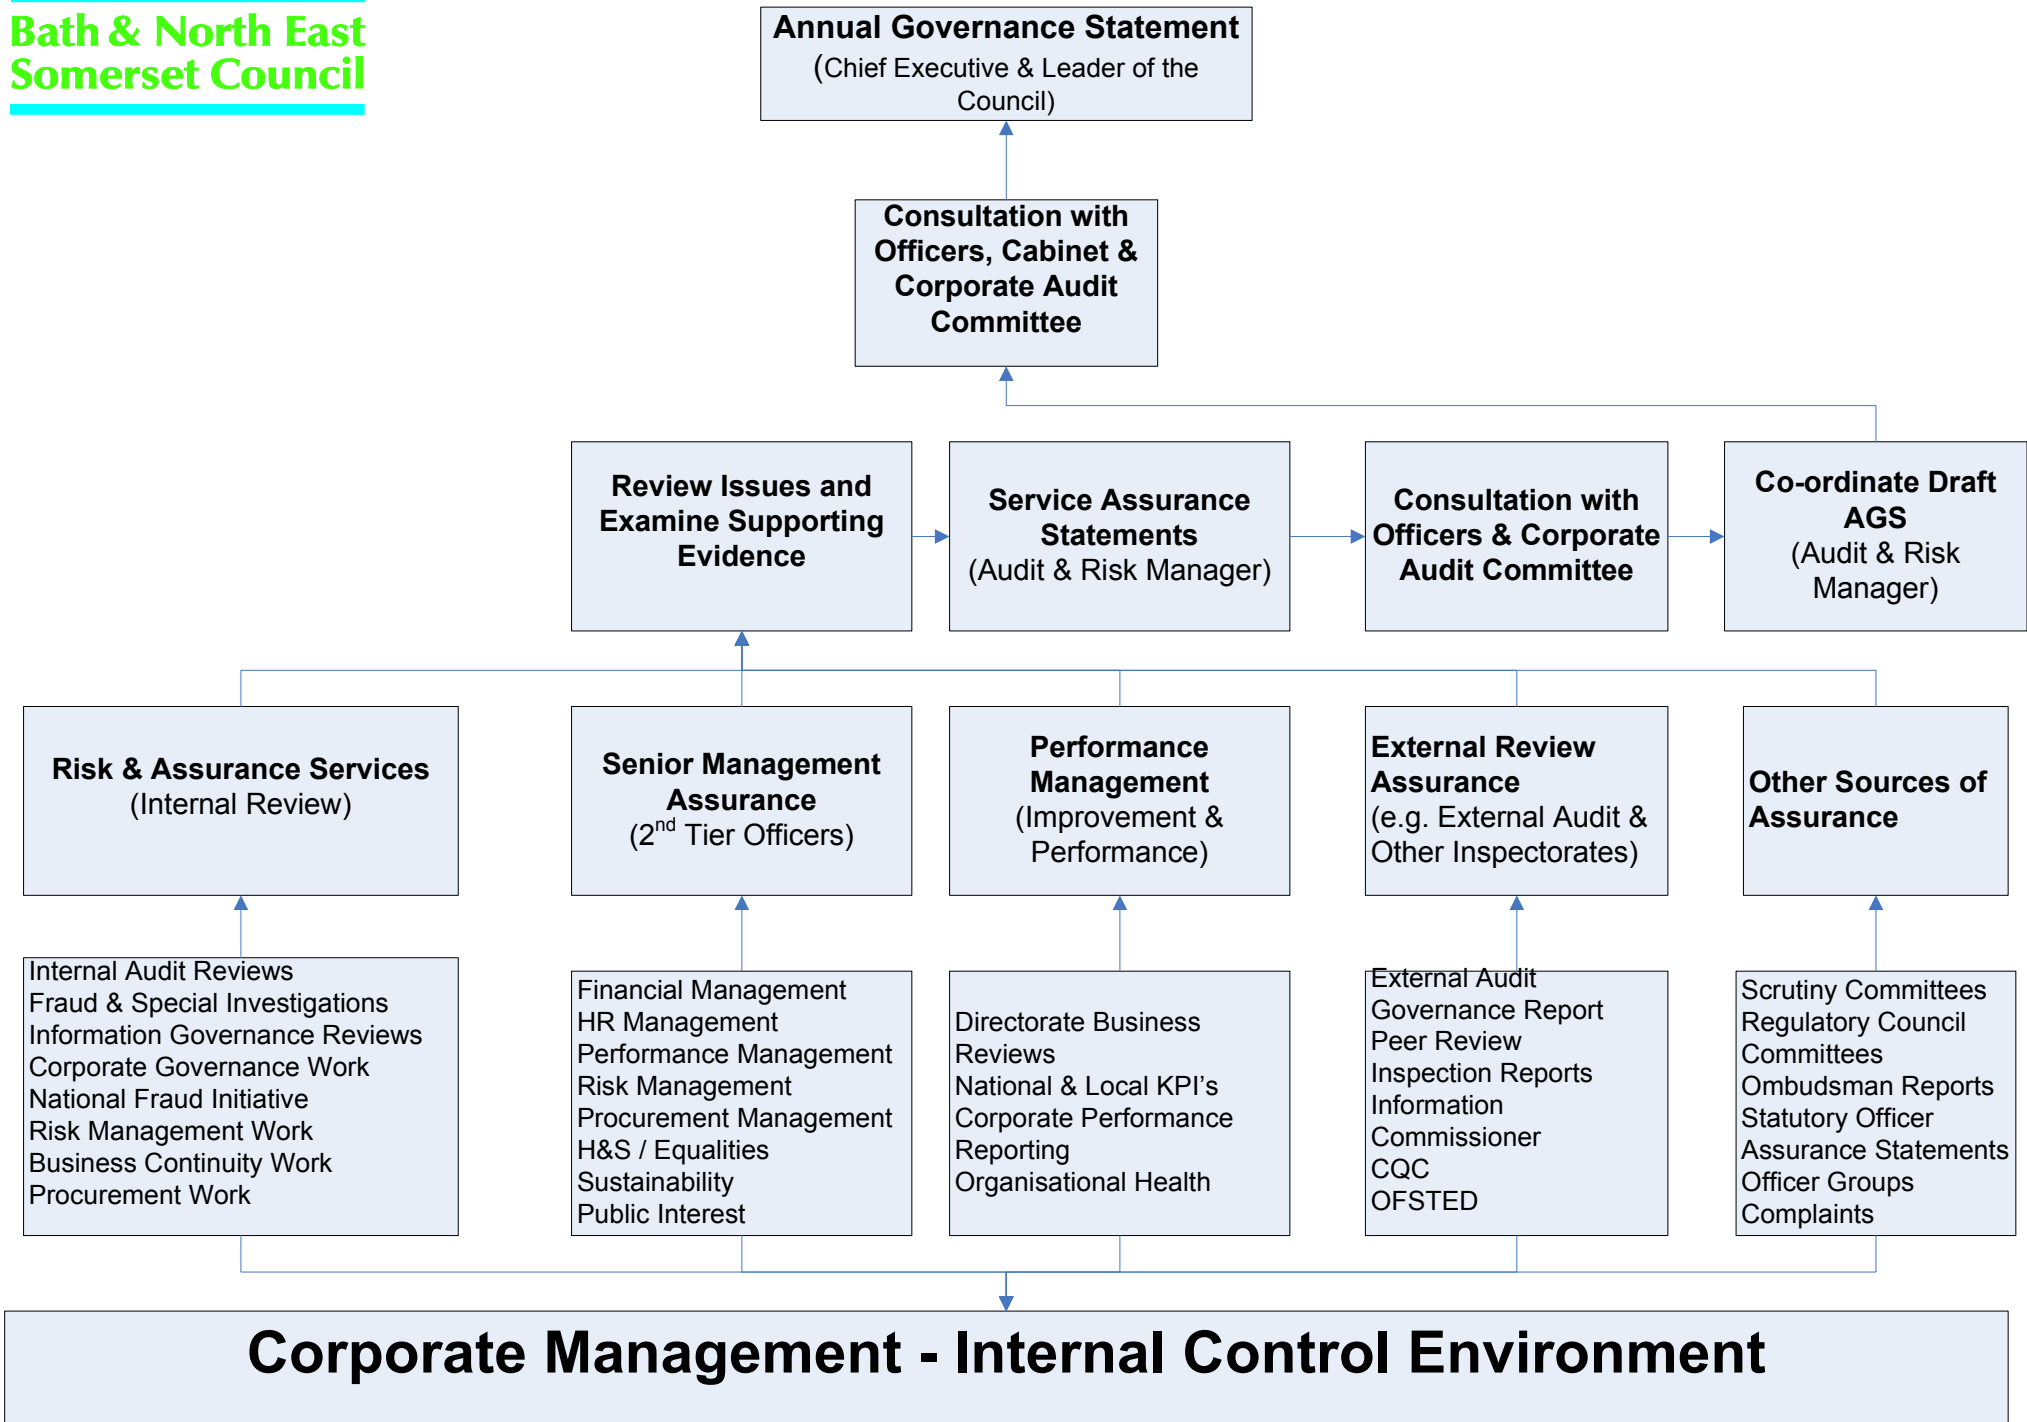 Bath & North East
Somerset Council
Annual Governance Statement
(Chief Executive & Leader of the
Council)
Consultation with
Officers, Cabinet &
Corporate Audit
Committee
Review Issues and
Examine Supporting
Evidence
Service Assurance
Statements
(Audit & Risk Manager)
Consultation with
Officers & Corporate
Audit Committee
Co-ordinate Draft
AGS
(Audit & Risk
Manager)
Risk & Assurance Services
(Internal Review)
Senior Management
Assurance
(2nd Tier Officers)
Performance
Management
(Improvement &
Performance)
External Review
Assurance
(e.g. External Audit &
Other Inspectorates)
Other Sources of
Assurance
Internal Audit Reviews
Fraud & Special Investigations
Information Governance Reviews
Corporate Governance Work
National Fraud Initiative
Risk Management Work
Business Continuity Work
Procurement Work
Financial Management
HR Management
Performance Management
Risk Management
Procurement Management
H&S / Equalities
Sustainability
Public Interest
Directorate Business
Reviews
National & Local KPI's
Corporate Performance
Reporting
Organisational Health
External Audit
Governance Report
Peer Review
Inspection Reports
Information
Commissioner
CQC
OFSTED
Scrutiny Committees
Regulatory Council
Committees
Ombudsman Reports
Statutory Officer
Assurance Statements
Officer Groups
Complaints
Corporate Management - Internal Control Environment